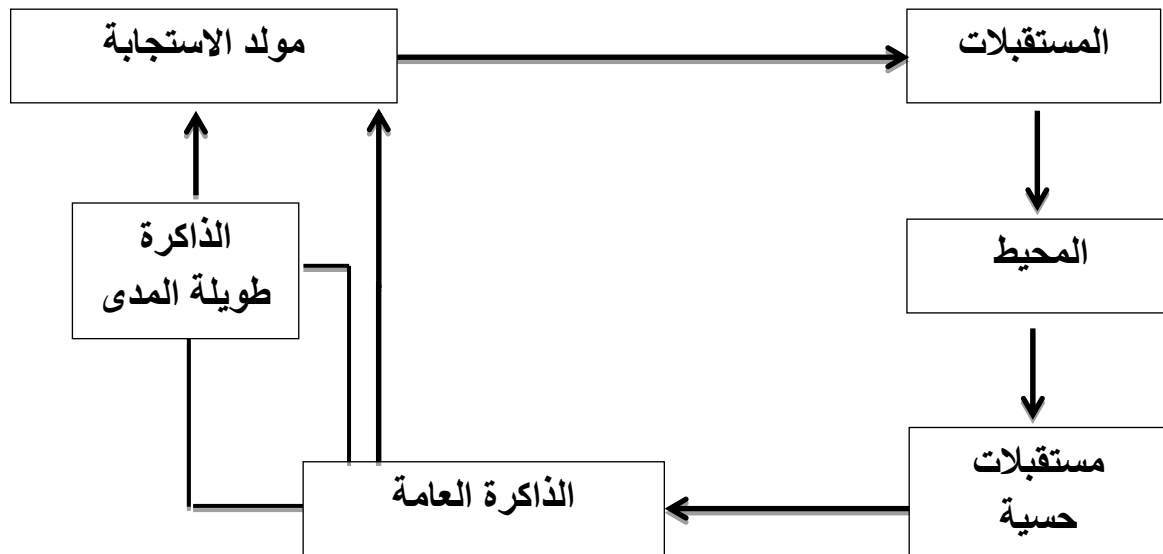 مولد الاستجابة
المستقبلات
الذاكرة
طويلة المدى
المحيط
الذاكرة العامة
مستقبلات
حسية